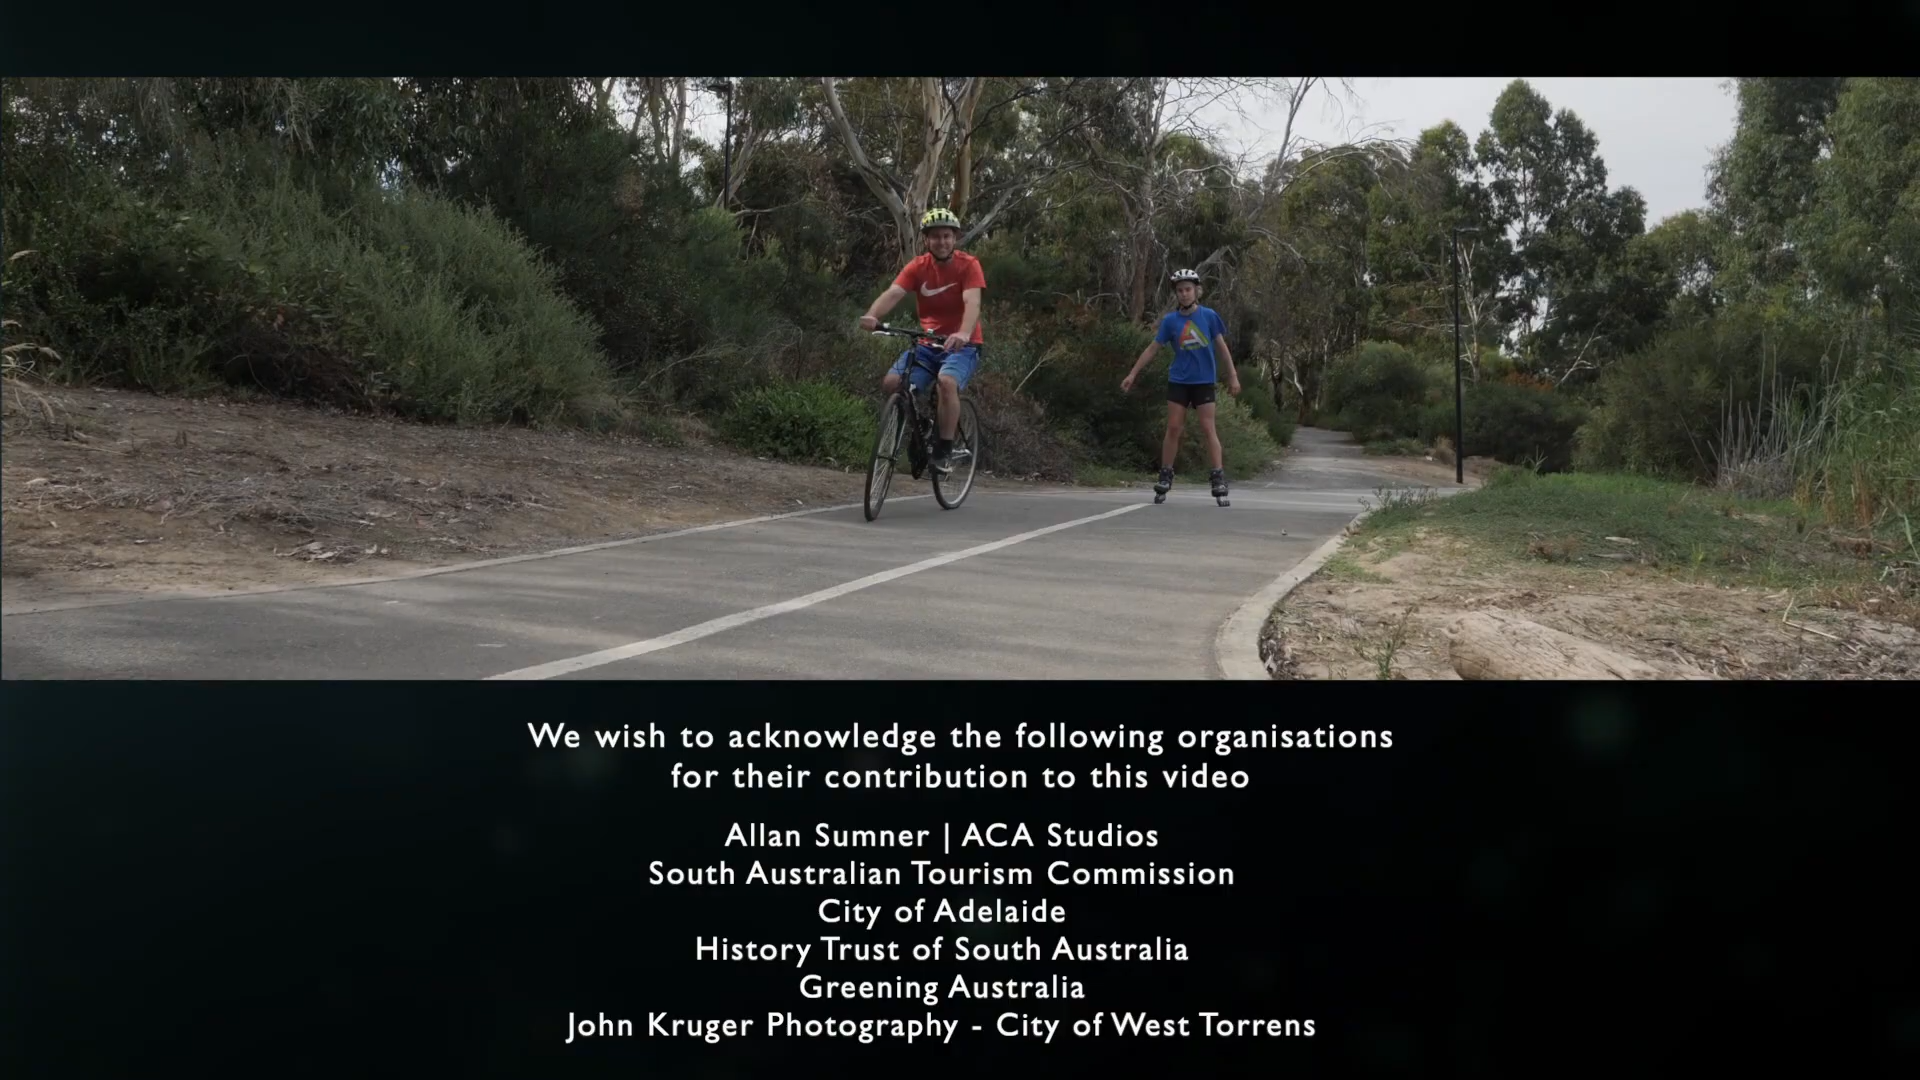 We wish to acknowledge the following organisations
for their contribution to this video
Allan Sumner | ACA Studios
South Australian Tourism Commission
City of Adelaide
History Trust of South Australia
Greening Australia
John Kruger Photography - City of West Torrens